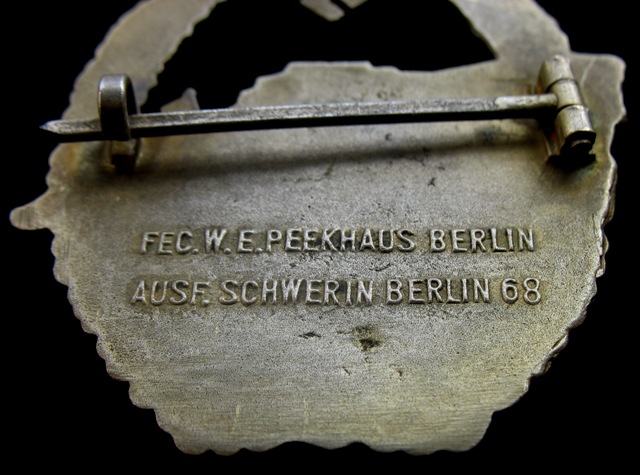 FEC. W. E. PEEKHAUS BERLIN
AUSF. SCHWERIN BERLIN 68